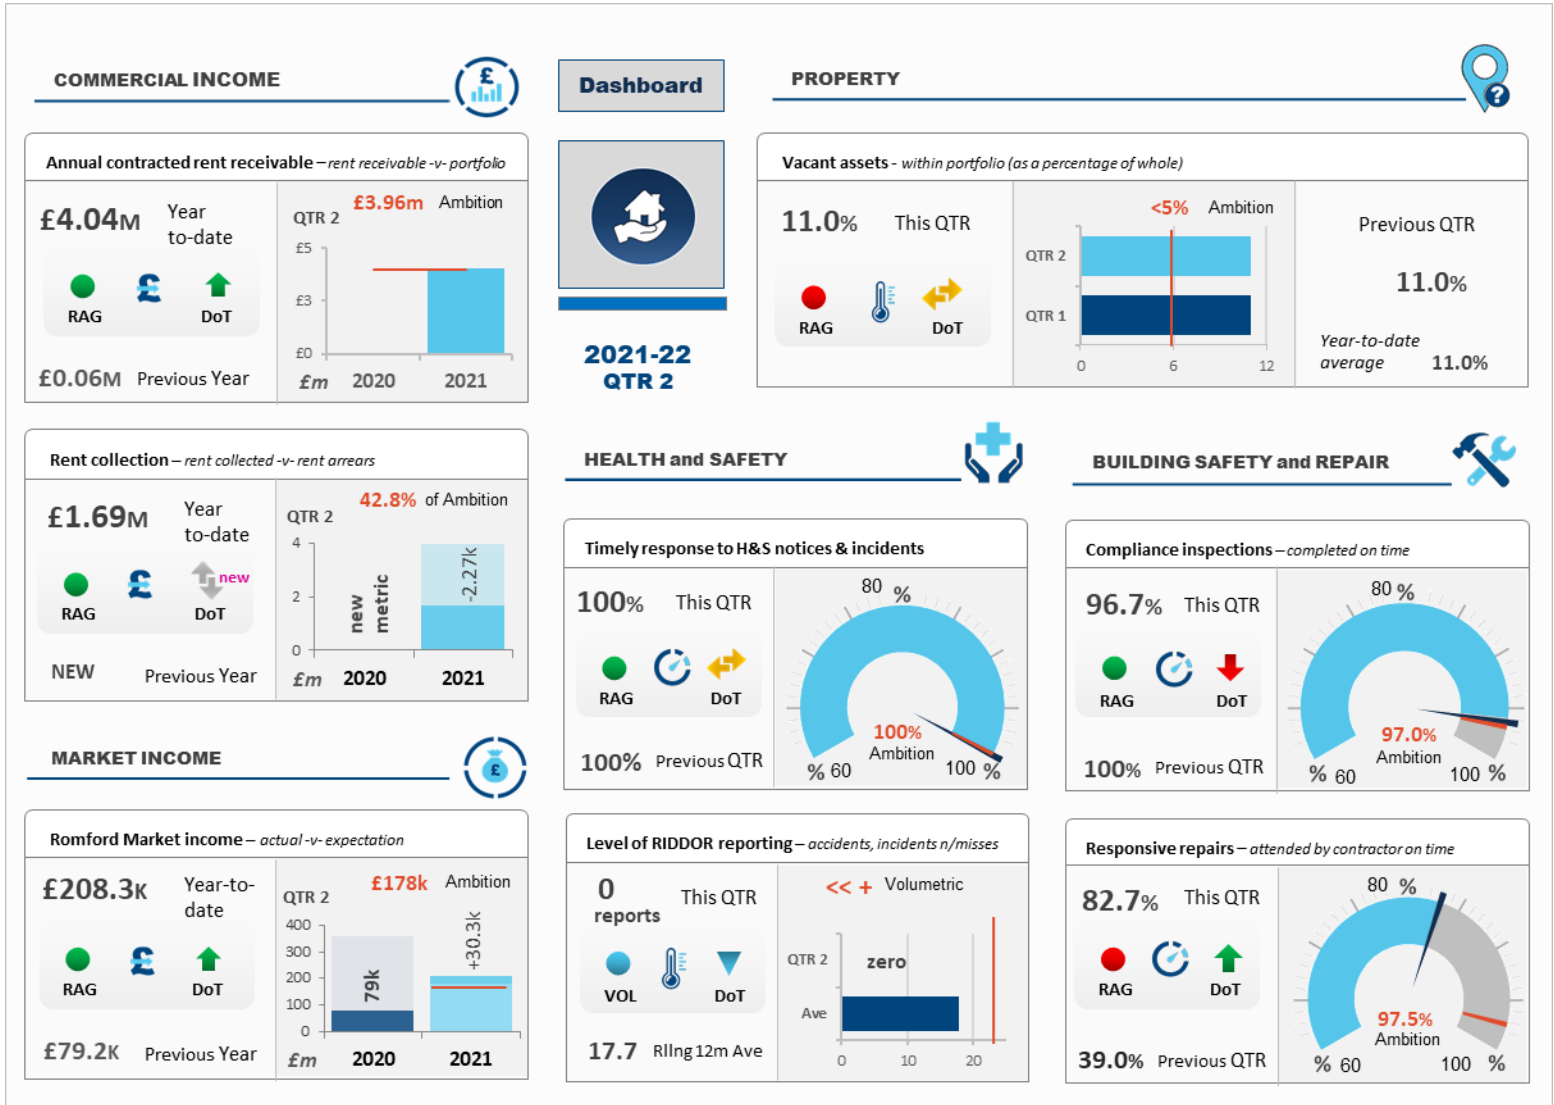 COMMERCIAL INCOME
£
Annual contracted rent receivable – rent receivable -v- portfolio
£4.04M Year
to-date
RAG £ DoT
£0.06M Previous Year
£3.96m Ambition
QTR 2
£5
£3
£0
£m 2020 2021
Rent collection – rent collected -v- rent arrears
£1.69M Year
to-date
£ new
RAG DoT
NEW Previous Year
42.8% of Ambition
QTR 2
4
2
0
new
metric
-2.27k
£m 2020 2021
MARKET INCOME
£
Romford Market income – actual -v- expectation
£208.3K Year-to-
date
£
RAG DoT
£79.2K Previous Year
£178k Ambition
QTR 2
400
300
200
100
0
79k
+30.3k
£m 2020 2021
Dashboard
2021-22
QTR 2
PROPERTY
?
Vacant assets - within portfolio (as a percentage of whole)
11.0% This QTR
RAG DoT
<5% Ambition
QTR 2
QTR 1
0 6 12
Previous QTR
11.0%
Year-to-date
average 11.0%
HEALTH and SAFETY
Timely response to H&S notices & incidents
100% This QTR
RAG DoT
100% Previous QTR
80 %
100%
Ambition
% 60 100 %
Level of RIDDOR reporting – accidents, incidents n/misses
0
reports This QTR
VOL DoT
17.7 Rllng 12m Ave
<< + Volumetric
QTR 2 zero
Ave
0 10 20
BUILDING SAFETY and REPAIR
Compliance inspections – completed on time
96.7% This QTR
RAG DoT
100% Previous QTR
80 %
97.0%
Ambition
% 60 100 %
Responsive repairs – attended by contractor on time
82.7% This QTR
RAG DoT
39.0% Previous QTR
80 %
97.5%
Ambition
% 60 100 %